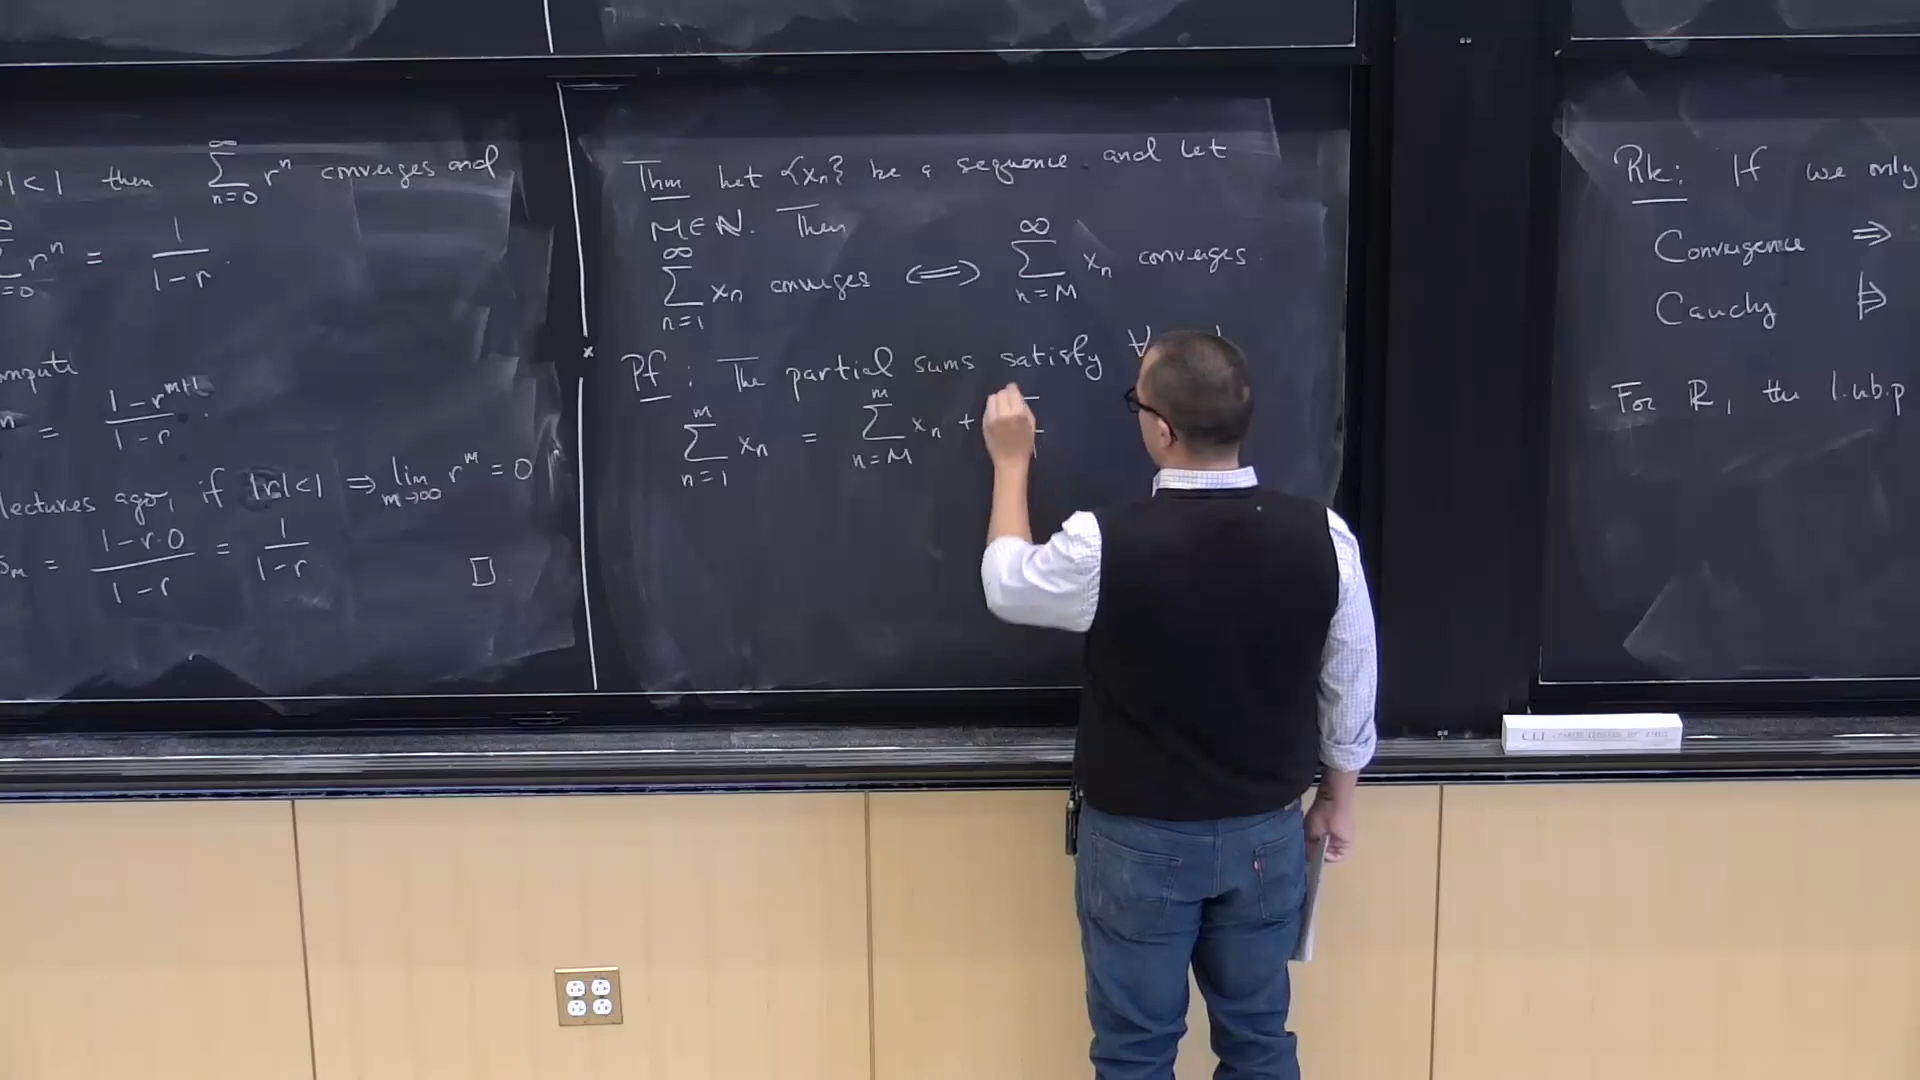 |<1 then ∑_{n=0}^{∞} r^n converges and
∑_{=0}^{∞} r^n = 1/(1-r).
= (1-r^{m+1})/(1-r).
lectures ago, if |r|<1 ⇒ lim_{m→∞} r^m = 0
s_m = (1-r·0)/(1-r) = 1/(1-r). □
Thm Let {x_n} be a sequence and let
M∈ℕ. Then
∑_{n=1}^{∞} x_n converges ⇔ ∑_{n=M}^{∞} x_n converges.
Pf: The partial sums satisfy ∀
∑_{n=1}^{m} x_n = ∑_{n=M}^{m} x_n +
Rk: If we only
Convergence ⇒
Cauchy ⇏
For ℝ, the l.u.b.p